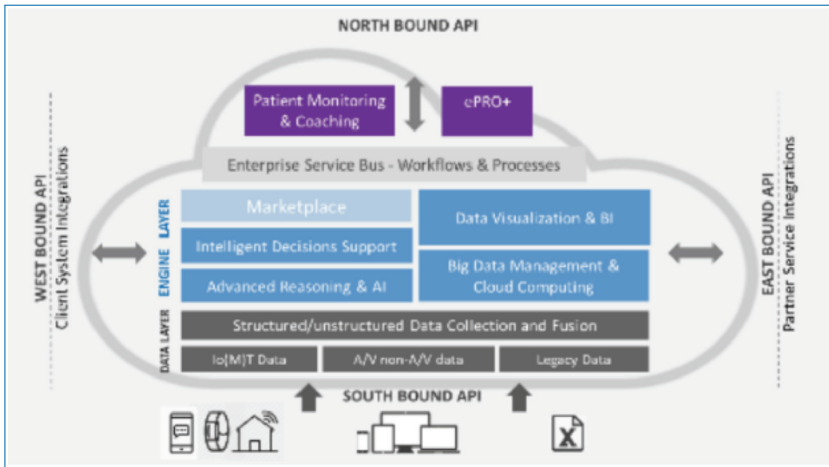 NORTH BOUND API
Patient Monitoring
& Coaching
ePRO+
Enterprise Service Bus - Workflows & Processes
WEST BOUND API
Client System Integrations
ENGINE LAYER
Marketplace
Intelligent Decisions Support
Advanced Reasoning & AI
Data Visualization & BI
Big Data Management &
Cloud Computing
EAST BOUND API
Partner Service Integrations
DATA LAYER
Structured/unstructured Data Collection and Fusion
Io(M)T Data
A/V non-A/V data
Legacy Data
SOUTH BOUND API
X